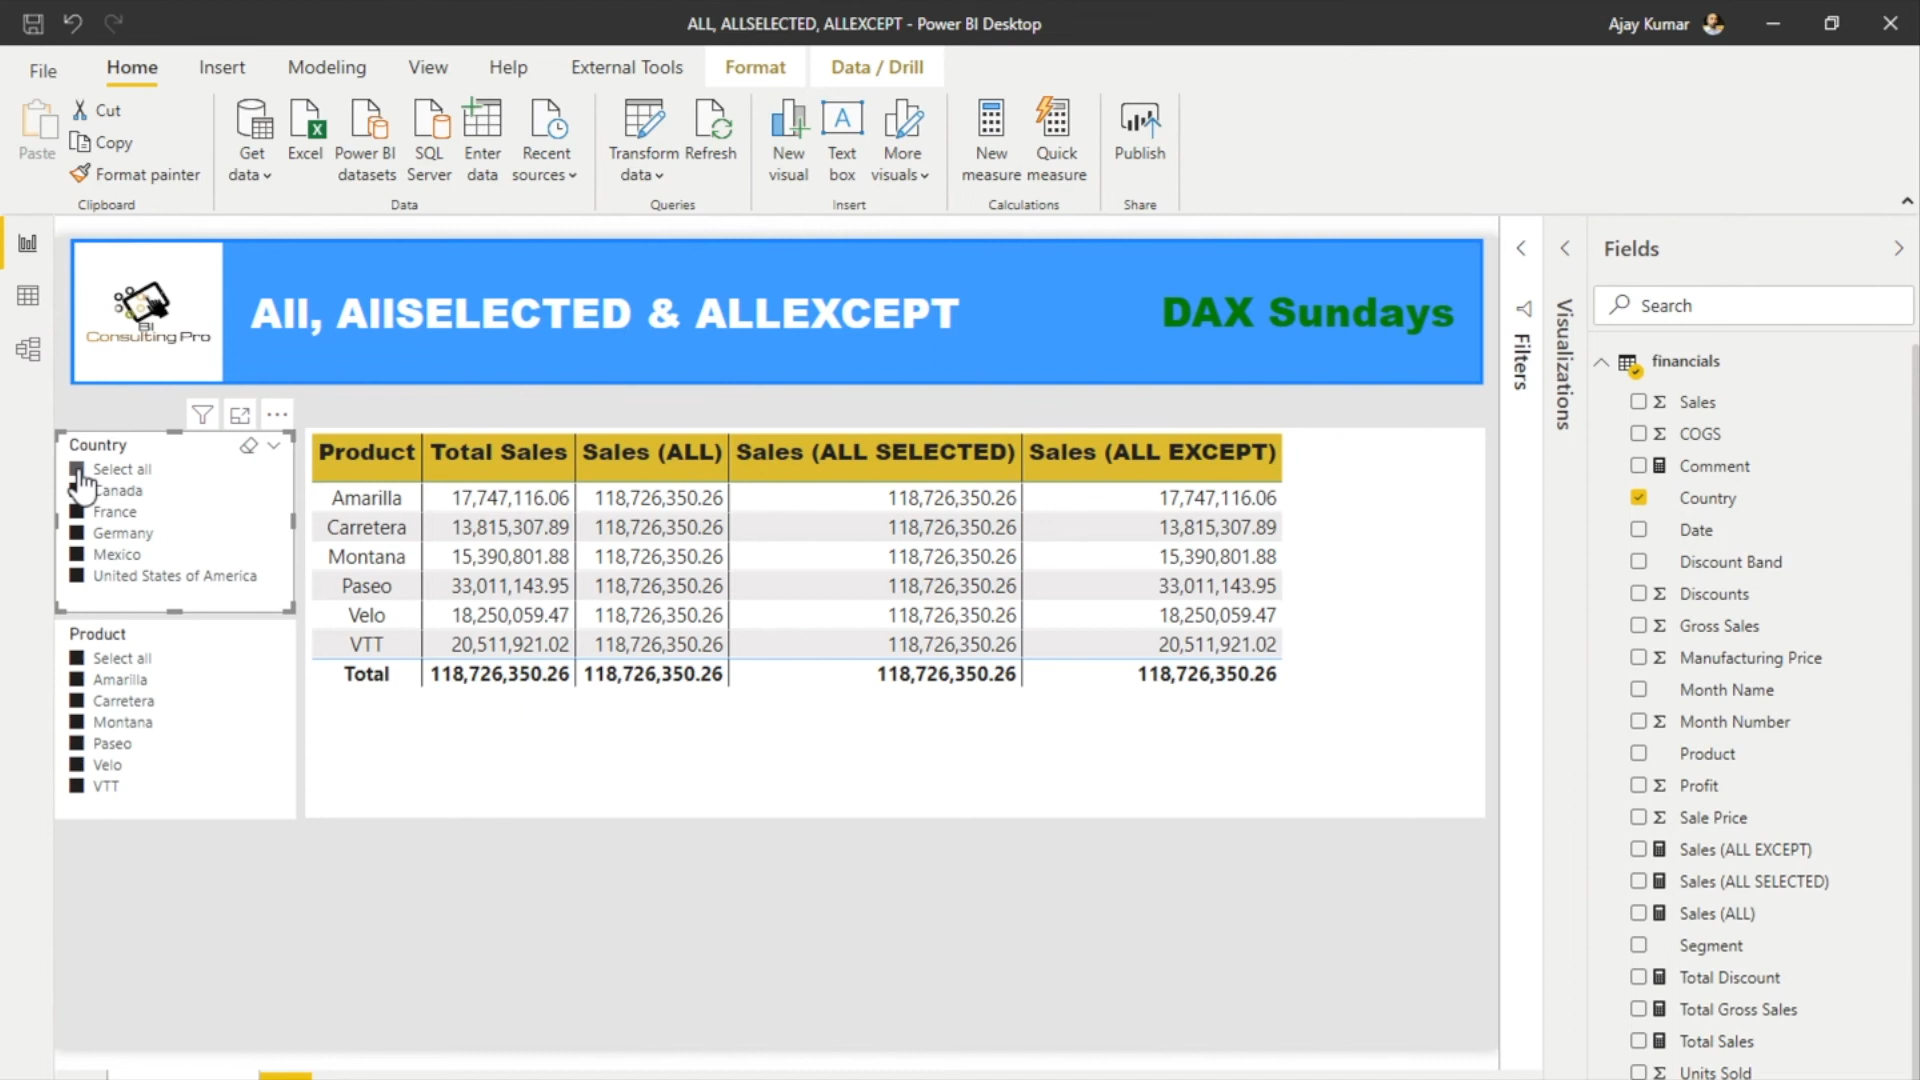 ALL, ALLSELECTED, ALLEXCEPT - Power BI Desktop
Ajay Kumar
File
Home
Insert
Modeling
View
Help
External Tools
Format
Data / Drill
Paste
Cut
Copy
Format painter
Clipboard
Get data
Excel
Power BI datasets
SQL Server
Enter data
Recent sources
Data
Transform data
Refresh
Queries
New visual
Text box
More visuals
Insert
New measure
Quick measure
Calculations
Publish
Share
BI
Consulting Pro
All, AllSELECTED & ALLEXCEPT
DAX Sundays
Country
Select all
Canada
France
Germany
Mexico
United States of America
Product
Select all
Amarilla
Carretera
Montana
Paseo
Velo
VTT
Product Total Sales Sales (ALL) Sales (ALL SELECTED) Sales (ALL EXCEPT)
Amarilla 17,747,116.06 118,726,350.26 118,726,350.26 17,747,116.06
Carretera 13,815,307.89 118,726,350.26 118,726,350.26 13,815,307.89
Montana 15,390,801.88 118,726,350.26 118,726,350.26 15,390,801.88
Paseo 33,011,143.95 118,726,350.26 118,726,350.26 33,011,143.95
Velo 18,250,059.47 118,726,350.26 118,726,350.26 18,250,059.47
VTT 20,511,921.02 118,726,350.26 118,726,350.26 20,511,921.02
Total 118,726,350.26 118,726,350.26 118,726,350.26 118,726,350.26
Filters
Visualizations
Fields
Search
financials
Sales
COGS
Comment
Country
Date
Discount Band
Discounts
Gross Sales
Manufacturing Price
Month Name
Month Number
Product
Profit
Sale Price
Sales (ALL EXCEPT)
Sales (ALL SELECTED)
Sales (ALL)
Segment
Total Discount
Total Gross Sales
Total Sales
Units Sold